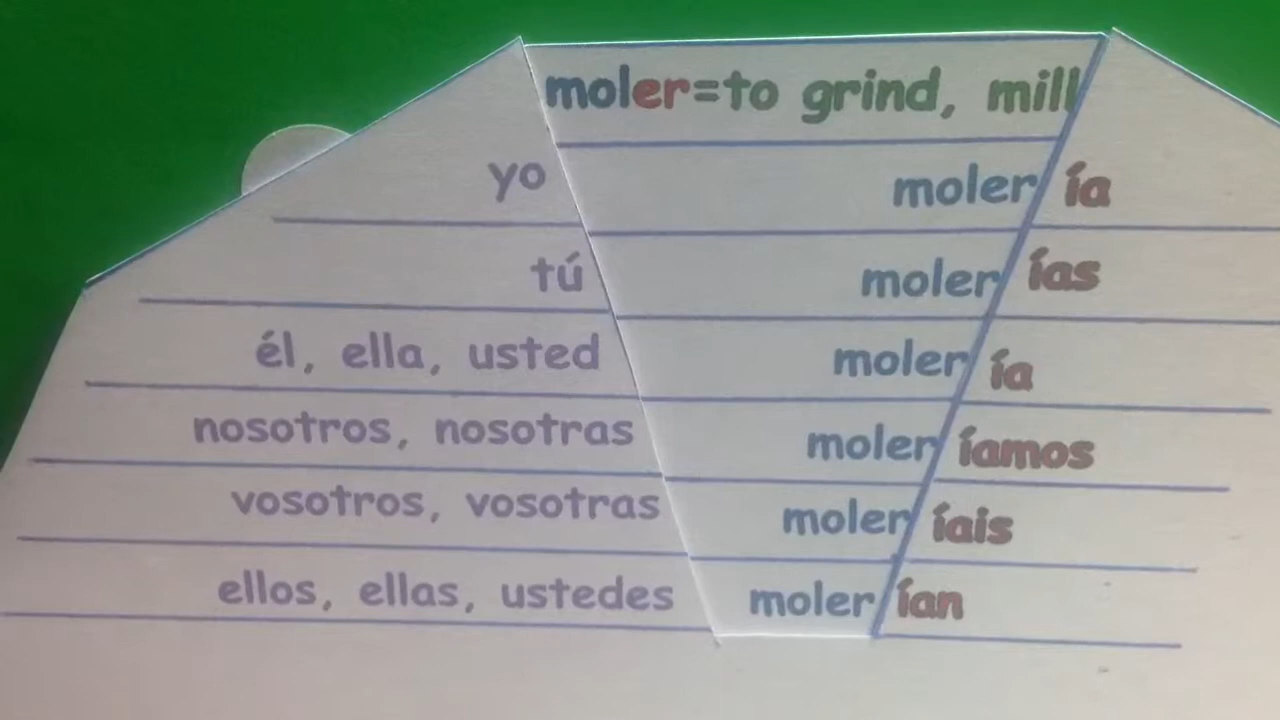 moler=to grind, mill
yo moler ía
tú moler ías
él, ella, usted moler ía
nosotros, nosotras moler íamos
vosotros, vosotras moler íais
ellos, ellas, ustedes moler ían